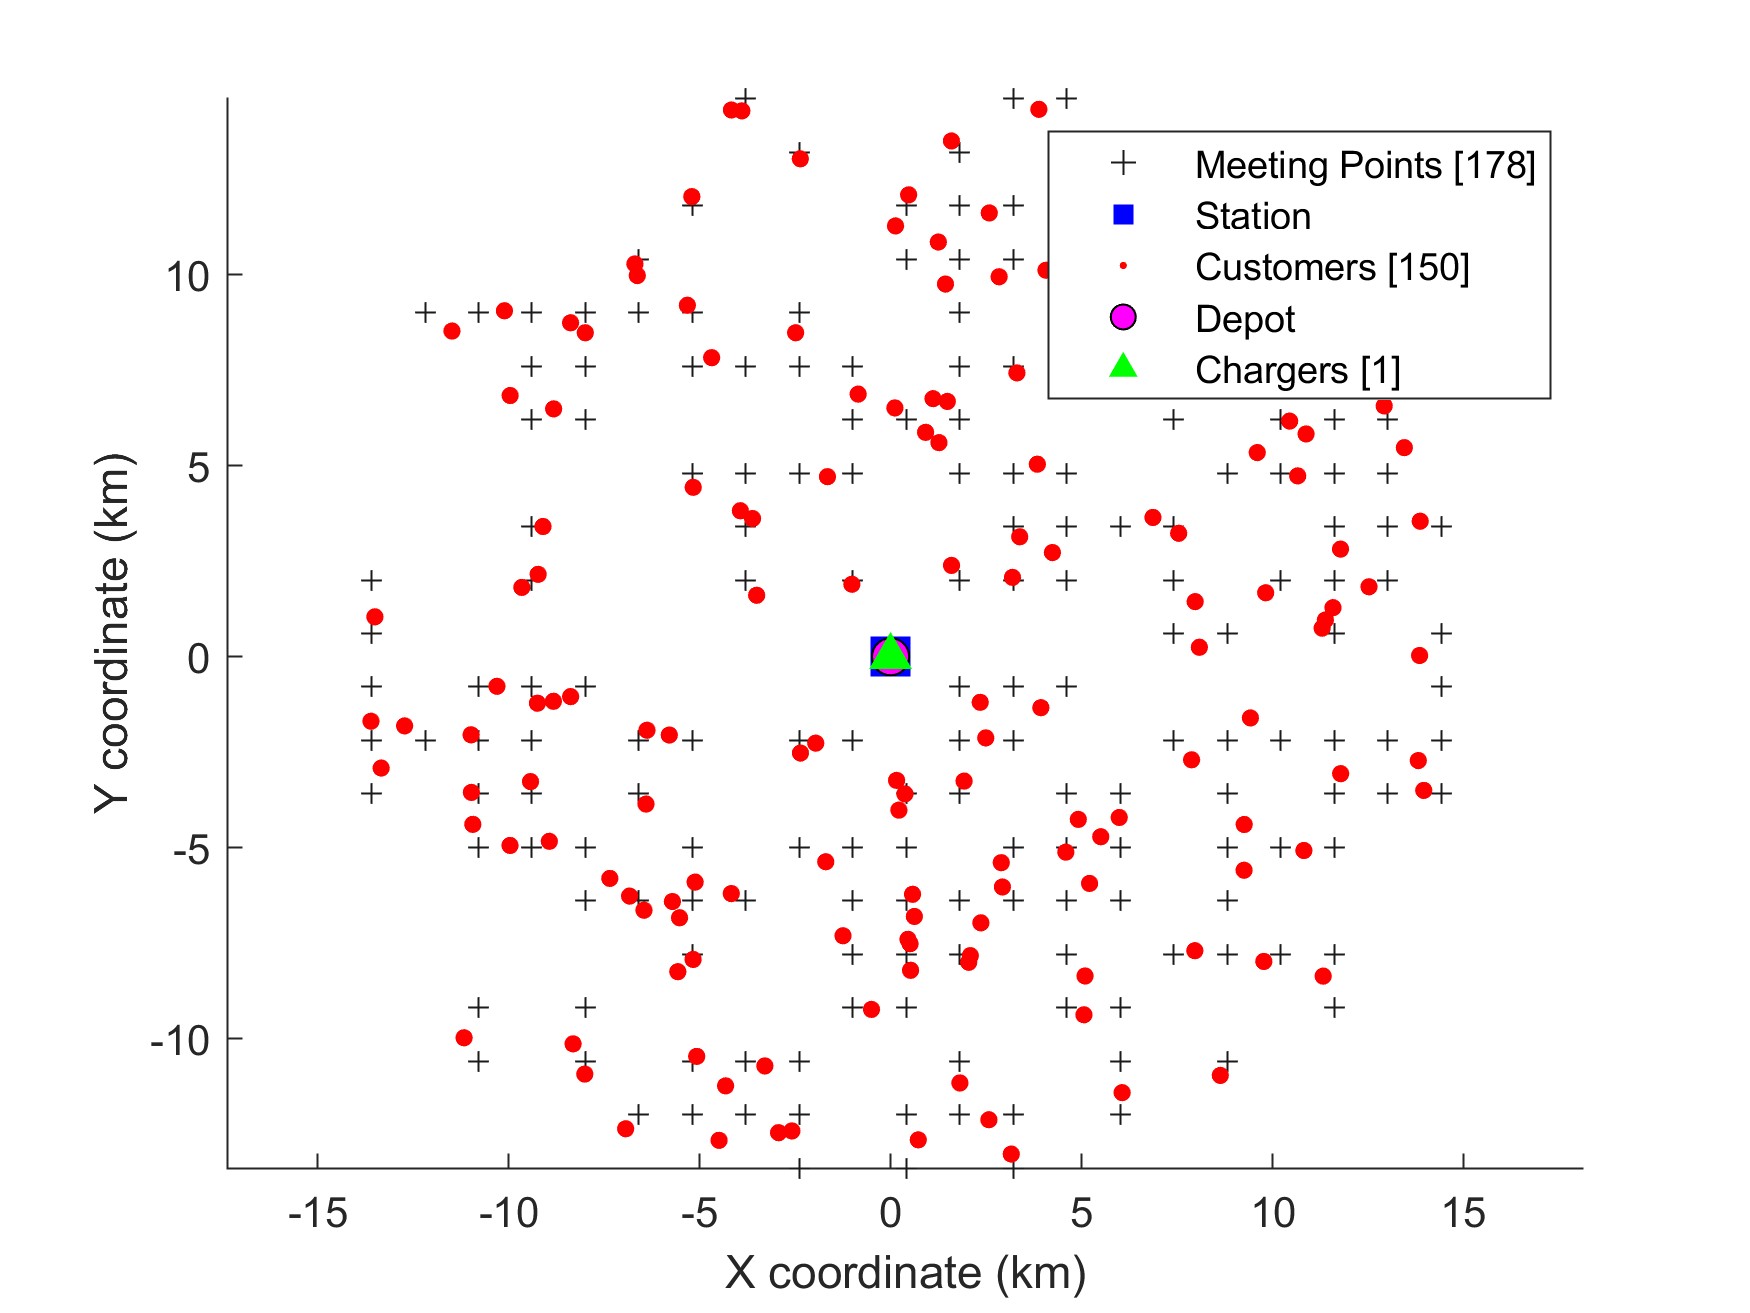 Meeting Points [178]
Station
Customers [150]
Depot
Chargers [1]
10
5
0
-5
-10
Y coordinate (km)
-15 -10 -5 0 5 10 15
X coordinate (km)